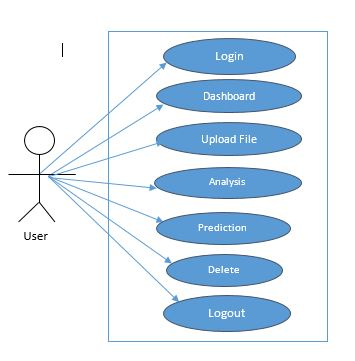 Login
Dashboard
Upload File
Analysis
Prediction
Delete
Logout
User